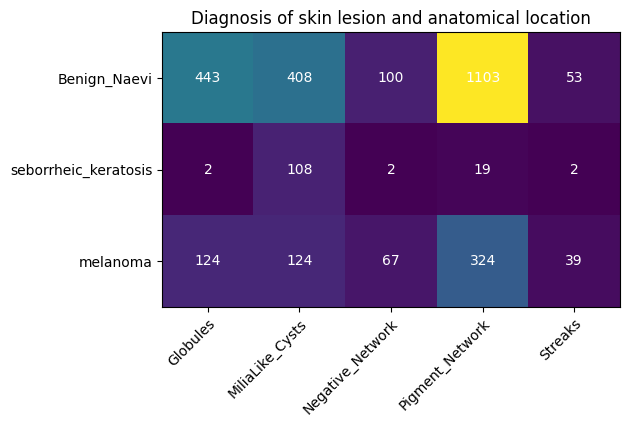 Diagnosis of skin lesion and anatomical location
Benign_Naevi 443 408 100 1103 53
seborrheic_keratosis 2 108 2 19 2
melanoma 124 124 67 324 39
Globules MiliaLike_Cysts Negative_Network Pigment_Network Streaks